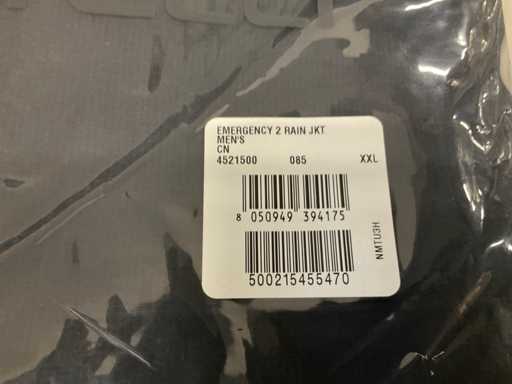 EMERGENCY 2 RAIN JKT
MEN'S
CN
4521500 085 XXL
8 050949 394175
NMTU3H
500215455470